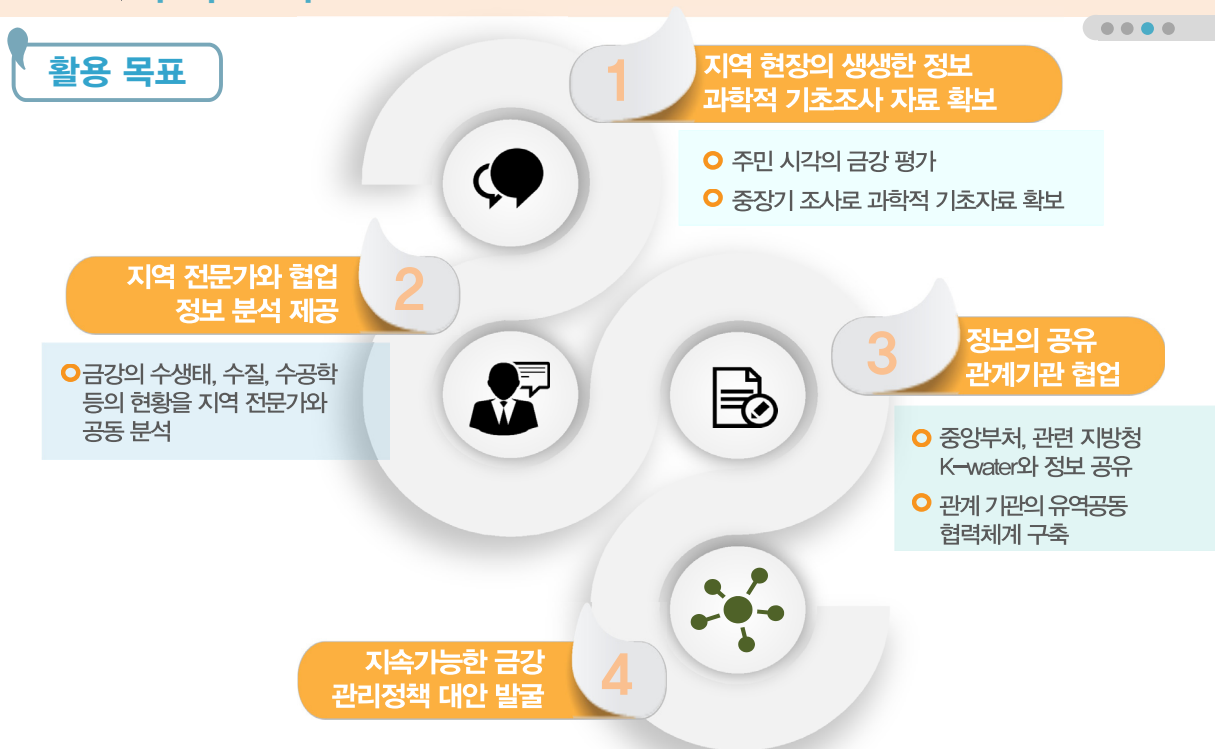 활용 목표
1
지역 현장의 생생한 정보
과학적 기초조사 자료 확보
주민 시각의 금강 평가
중장기 조사로 과학적 기초자료 확보
지역 전문가와 협업
정보 분석 제공
2
금강의 수생태, 수질, 수공학
등의 현황을 지역 전문가와
공동 분석
3
정보의 공유
관계기관 협업
중앙부처, 관련 지방청
K-water와 정보 공유
관계 기관의 유역공동
협력체계 구축
지속가능한 금강
관리정책 대안 발굴
4